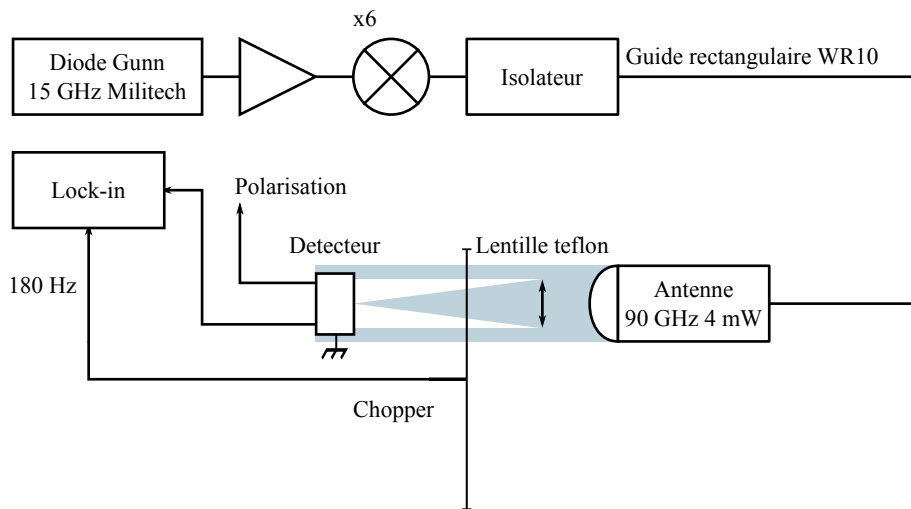 x6
Diode Gunn
15 GHz Militech
Isolateur
Guide rectangulaire WR10
Lock-in
Polarisation
Detecteur
Lentille teflon
180 Hz
Antenne
90 GHz 4 mW
Chopper